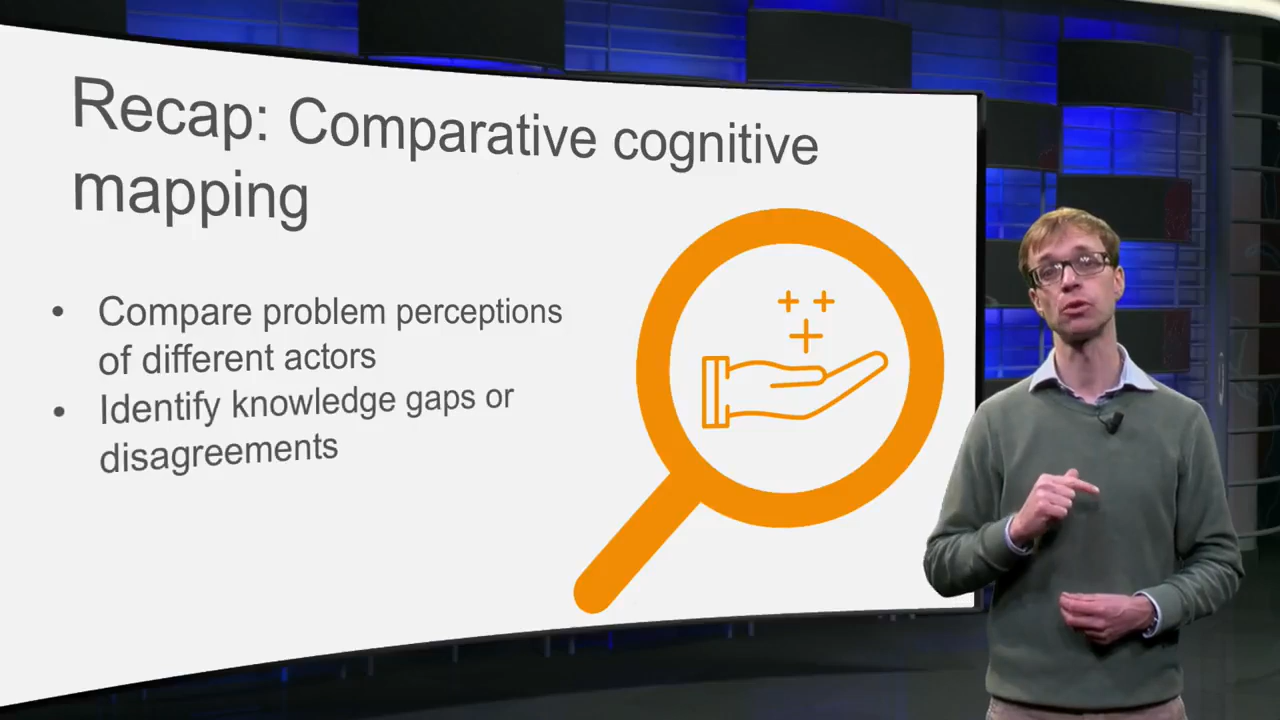 Recap: Comparative cognitive
mapping
• Compare problem perceptions
of different actors
• Identify knowledge gaps or
disagreements